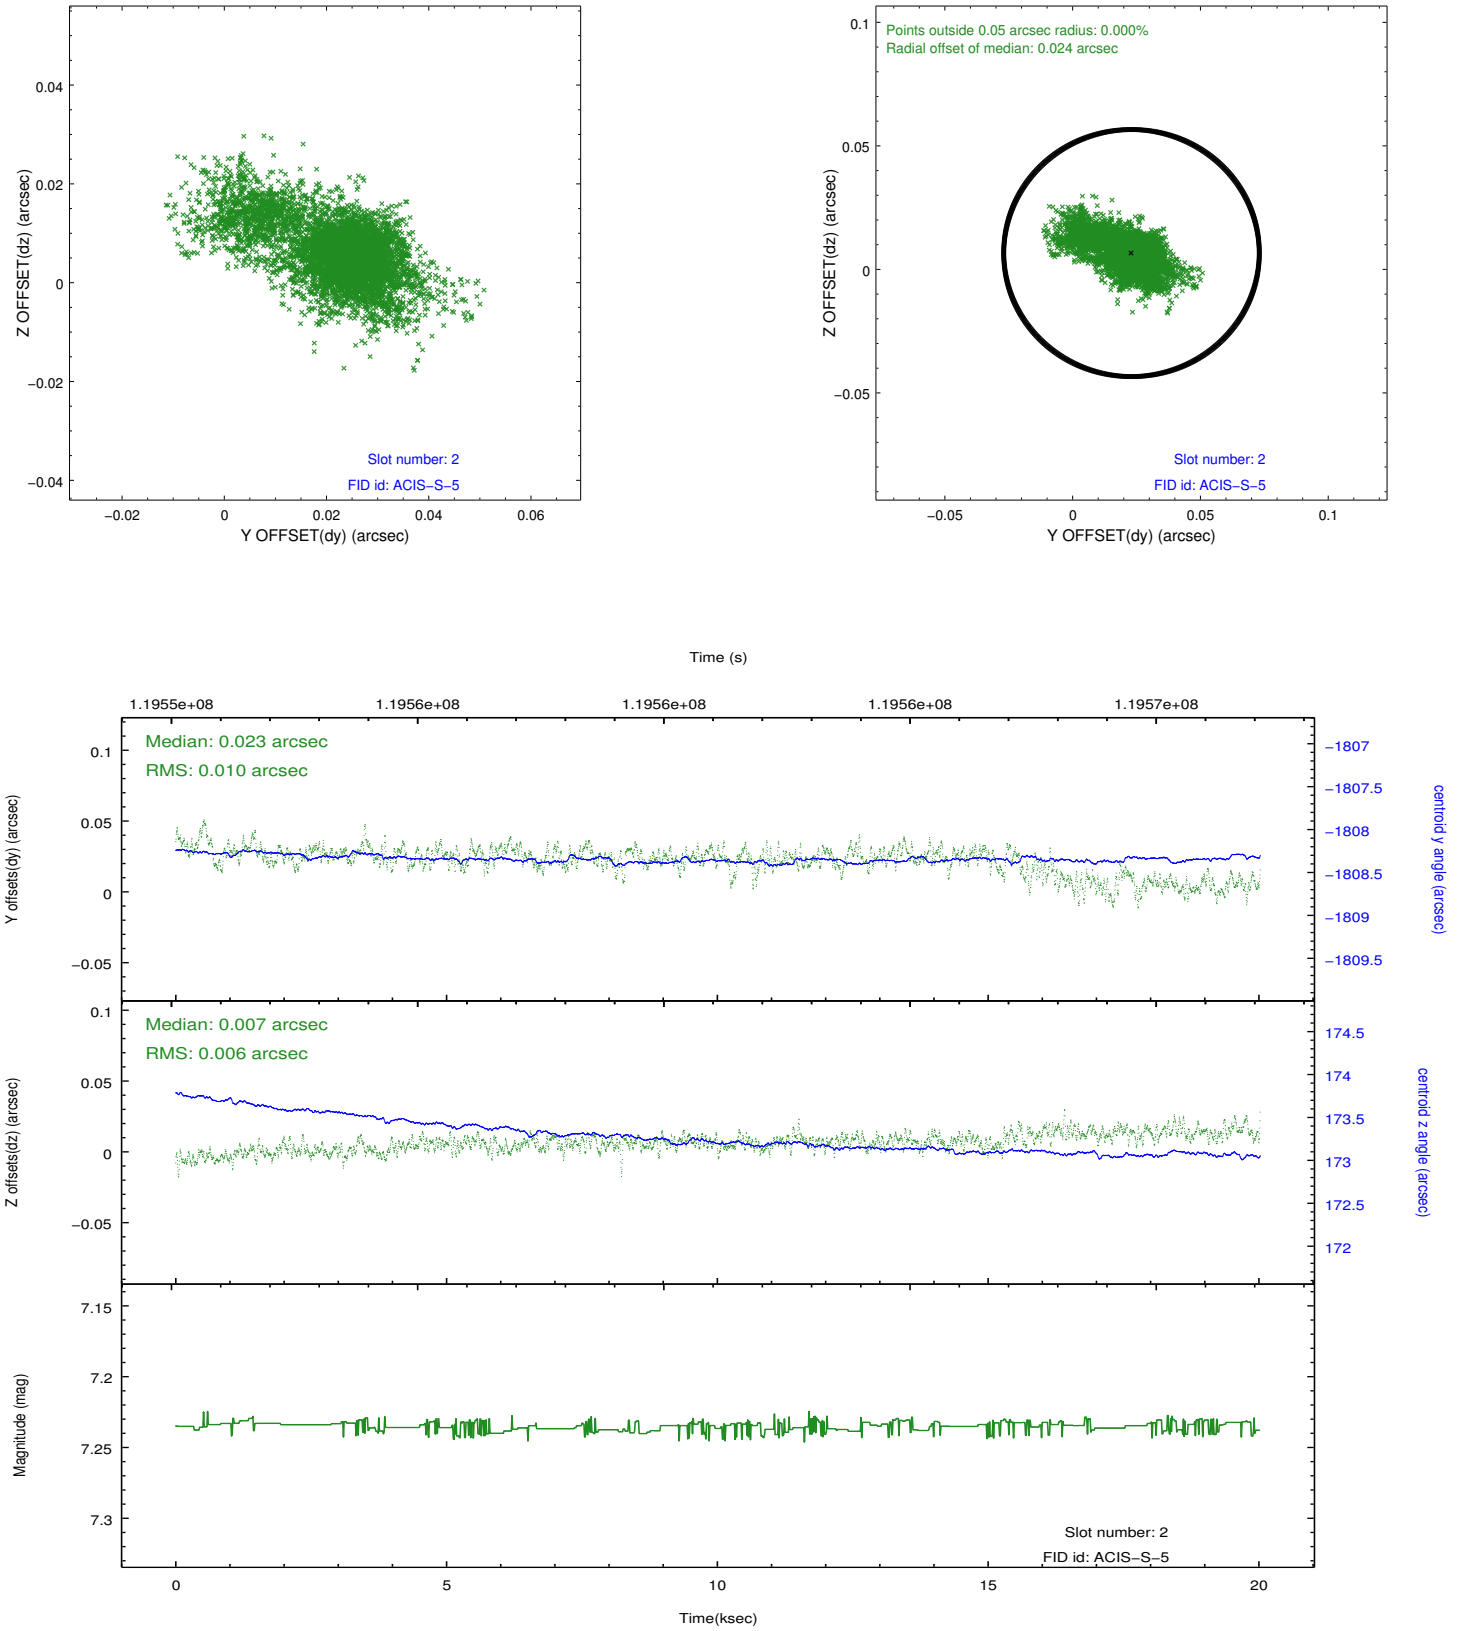 0.04
0.02
0
−0.02
−0.04
Z OFFSET(dz) (arcsec)
Slot number: 2
FID id: ACIS−S−5
−0.02
0
0.02
0.04
0.06
Y OFFSET(dy) (arcsec)
Points outside 0.05 arcsec radius: 0.000%
Radial offset of median: 0.024 arcsec
0.1
0.05
0
−0.05
Z OFFSET(dz) (arcsec)
Slot number: 2
FID id: ACIS−S−5
−0.05
0
0.05
0.1
Y OFFSET(dy) (arcsec)
Time (s)
1.1955e+08
1.1956e+08
1.1956e+08
1.1956e+08
1.1957e+08
Median: 0.023 arcsec
RMS: 0.010 arcsec
0.1
0.05
0
−0.05
Y offsets(dy) (arcsec)
−1807
−1807.5
−1808
−1808.5
−1809
−1809.5
centroid y angle (arcsec)
Median: 0.007 arcsec
RMS: 0.006 arcsec
0.1
0.05
0
−0.05
Z offsets(dz) (arcsec)
174.5
174
173.5
173
172.5
172
centroid z angle (arcsec)
7.15
7.2
7.25
7.3
Magnitude (mag)
Slot number: 2
FID id: ACIS−S−5
0
5
10
15
20
Time(ksec)